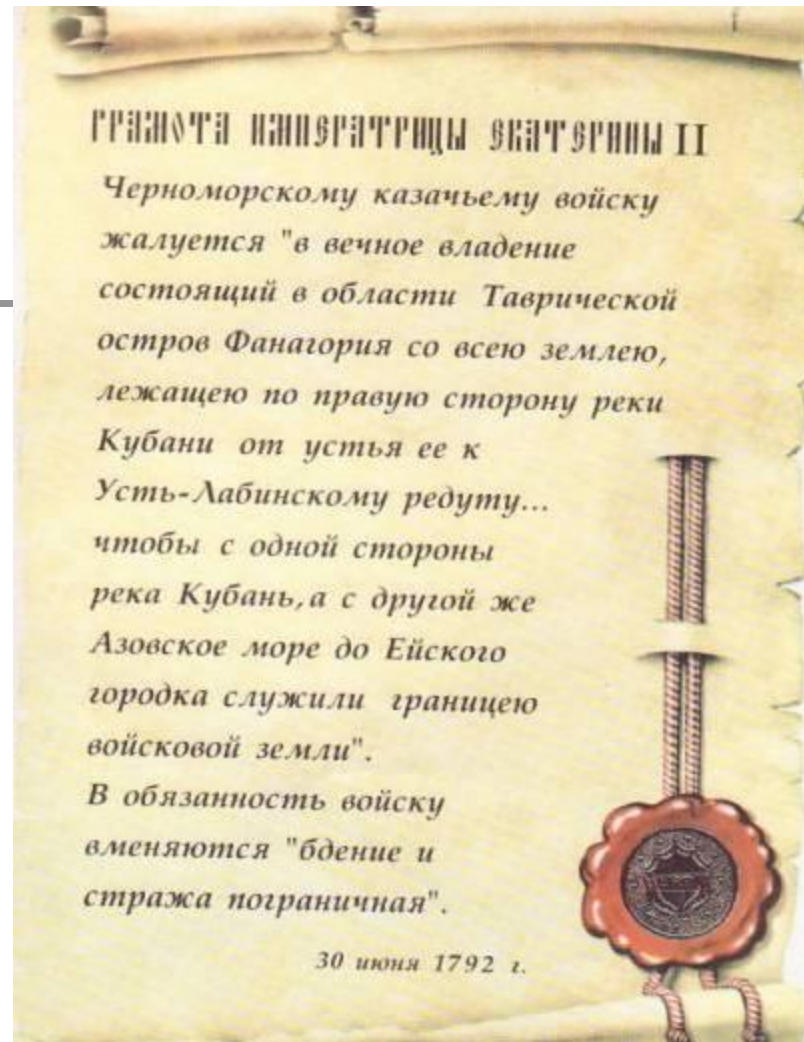 ГРАМОТА ИМПЕРАТРИЦЫ ЕКАТЕРИНЫ II
Черноморскому казачьему войску
жалуется "в вечное владение
состоящий в области Таврической
остров Фанагория со всею землею,
лежащею по правую сторону реки
Кубани от устья ее к
Усть-Лабинскому редуту...
чтобы с одной стороны
река Кубань,а с другой же
Азовское море до Ейского
городка служили границею
войсковой земли".
В обязанность войску
вменяются "бдение и
стража пограничная".
30 июня 1792 г.